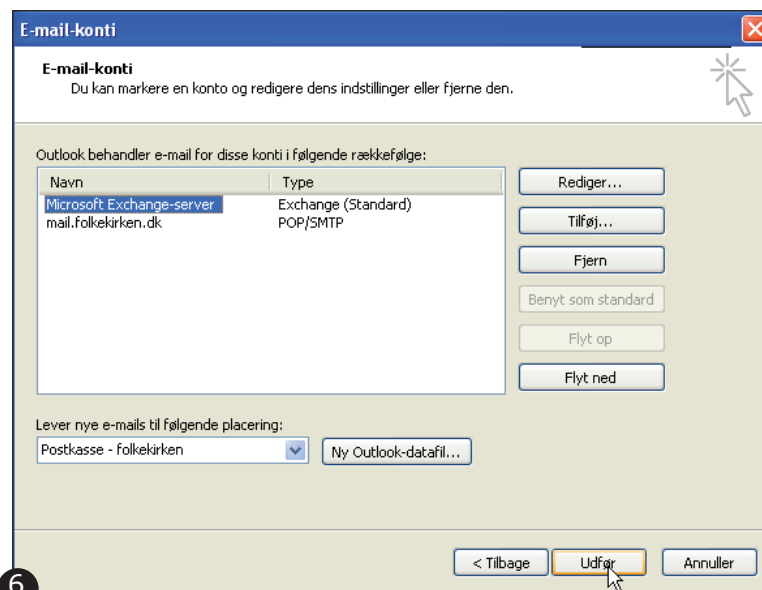 E-mail-konti
E-mail-konti
Du kan markere en konto og redigere dens indstillinger eller fjerne den.
Outlook behandler e-mail for disse konti i følgende rækkefølge:
Navn Type
Microsoft Exchange-server Exchange (Standard)
mail.folkekirken.dk POP/SMTP
Rediger...
Tilføj...
Fjern
Benyt som standard
Flyt op
Flyt ned
Lever nye e-mails til følgende placering:
Postkasse - folkekirken
Ny Outlook-datafil...
< Tilbage Udfør Annuller
6